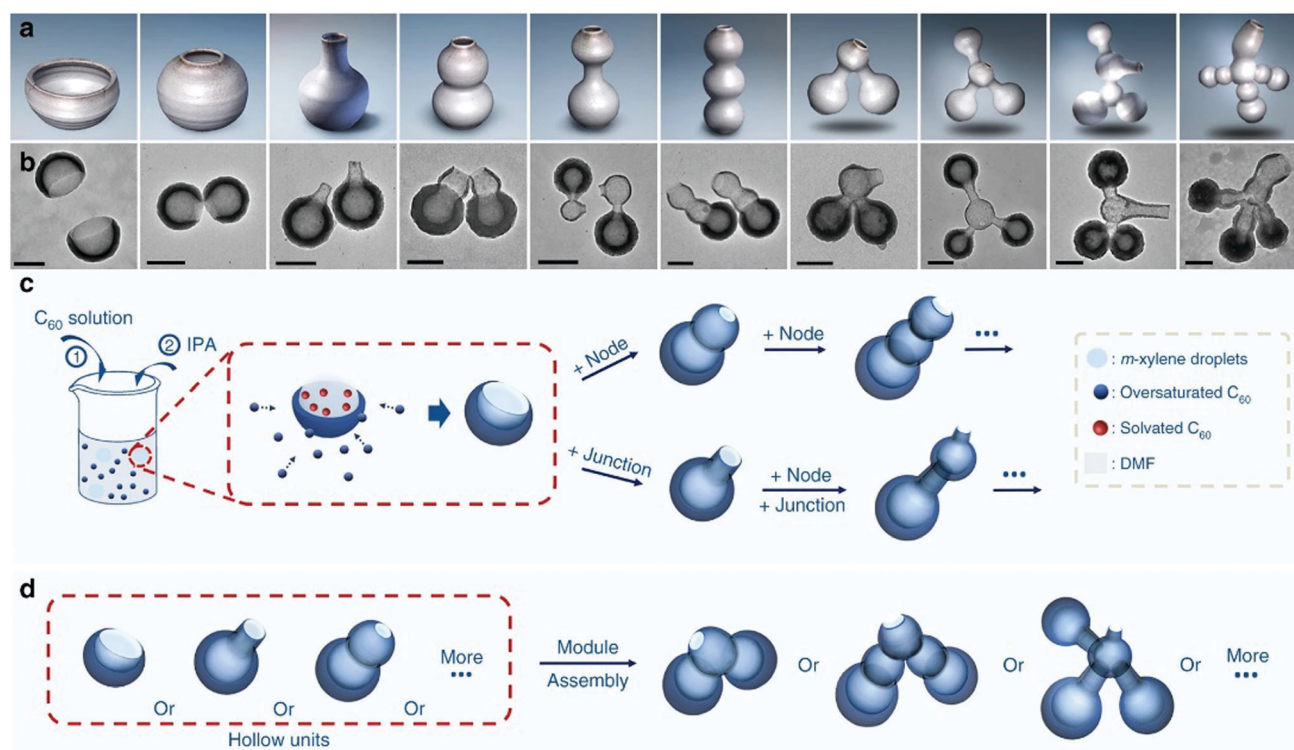 a
b
c
C₆₀ solution
① ② IPA
+ Node
+ Node
•••
+ Junction
+ Node
+ Junction
•••
: m-xylene droplets
: Oversaturated C₆₀
: Solvated C₆₀
: DMF
d
More
•••
Or Or Or
Hollow units
Module
Assembly
Or Or Or More
•••